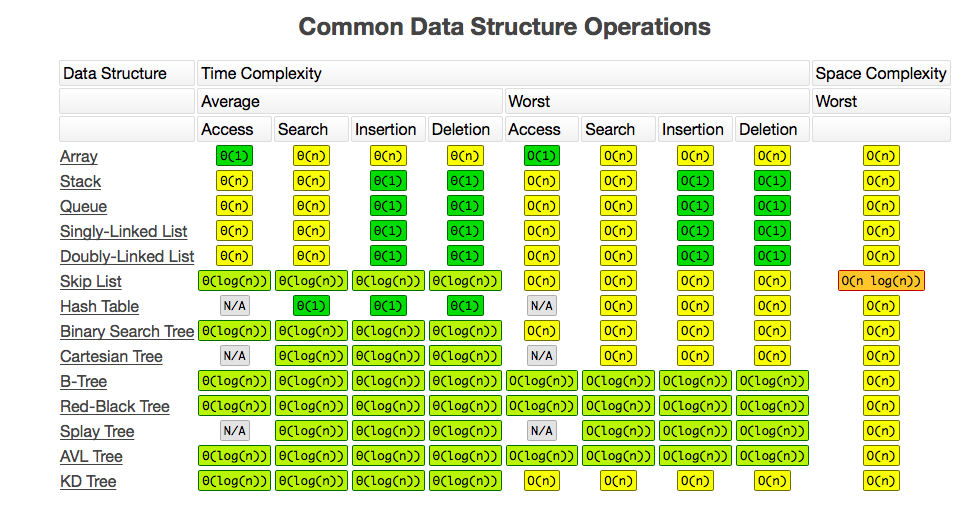 Common Data Structure Operations
Data Structure Time Complexity Space Complexity
Average Worst Worst
Access Search Insertion Deletion Access Search Insertion Deletion
Array Θ(1) Θ(n) Θ(n) Θ(n) O(1) O(n) O(n) O(n) O(n)
Stack Θ(n) Θ(n) Θ(1) Θ(1) O(n) O(n) O(1) O(1) O(n)
Queue Θ(n) Θ(n) Θ(1) Θ(1) O(n) O(n) O(1) O(1) O(n)
Singly-Linked List Θ(n) Θ(n) Θ(1) Θ(1) O(n) O(n) O(1) O(1) O(n)
Doubly-Linked List Θ(n) Θ(n) Θ(1) Θ(1) O(n) O(n) O(1) O(1) O(n)
Skip List Θ(log(n)) Θ(log(n)) Θ(log(n)) Θ(log(n)) O(n) O(n) O(n) O(n) O(n log(n))
Hash Table N/A Θ(1) Θ(1) Θ(1) N/A O(n) O(n) O(n) O(n)
Binary Search Tree Θ(log(n)) Θ(log(n)) Θ(log(n)) Θ(log(n)) O(n) O(n) O(n) O(n) O(n)
Cartesian Tree N/A Θ(log(n)) Θ(log(n)) Θ(log(n)) N/A O(n) O(n) O(n) O(n)
B-Tree Θ(log(n)) Θ(log(n)) Θ(log(n)) Θ(log(n)) O(log(n)) O(log(n)) O(log(n)) O(log(n)) O(n)
Red-Black Tree Θ(log(n)) Θ(log(n)) Θ(log(n)) Θ(log(n)) O(log(n)) O(log(n)) O(log(n)) O(log(n)) O(n)
Splay Tree N/A Θ(log(n)) Θ(log(n)) Θ(log(n)) N/A O(log(n)) O(log(n)) O(log(n)) O(n)
AVL Tree Θ(log(n)) Θ(log(n)) Θ(log(n)) Θ(log(n)) O(log(n)) O(log(n)) O(log(n)) O(log(n)) O(n)
KD Tree Θ(log(n)) Θ(log(n)) Θ(log(n)) Θ(log(n)) O(n) O(n) O(n) O(n) O(n)